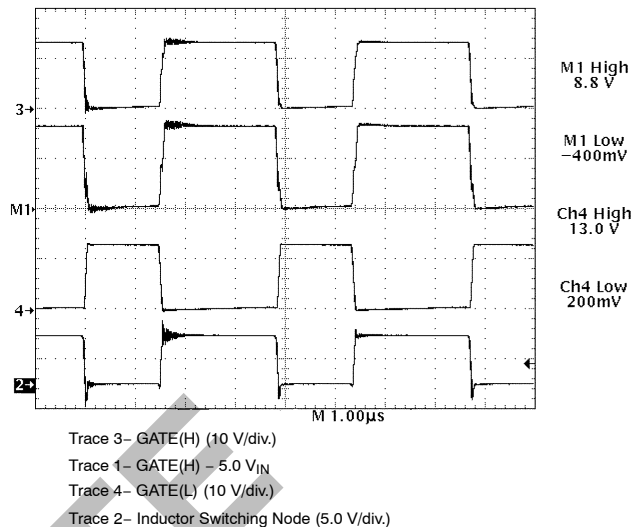 3→
M1 High
8.8 V
M1 Low
−400mV
M1
Ch4 High
13.0 V
Ch4 Low
200mV
4→
2→
M 1.00µs
Trace 3– GATE(H) (10 V/div.)
Trace 1– GATE(H) – 5.0 VIN
Trace 4– GATE(L) (10 V/div.)
Trace 2– Inductor Switching Node (5.0 V/div.)